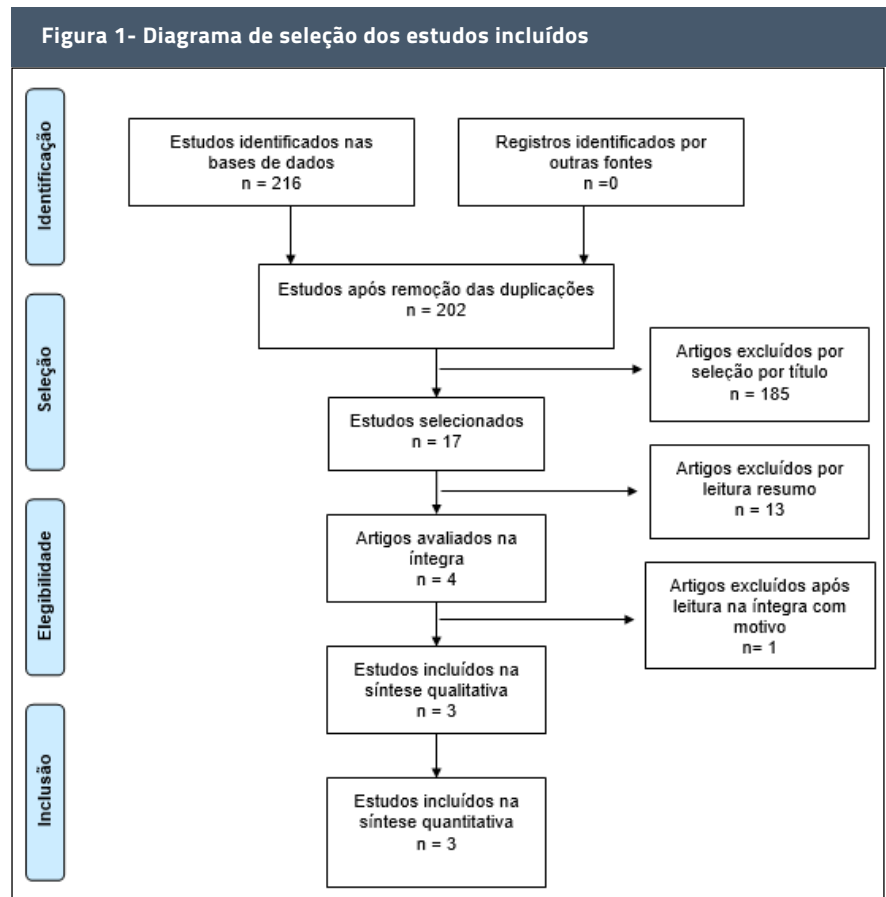 Figura 1- Diagrama de seleção dos estudos incluídos
Identificação
Estudos identificados nas
bases de dados
n = 216
Registros identificados por
outras fontes
n =0
Estudos após remoção das duplicações
n = 202
Seleção
Artigos excluídos por
seleção por título
n = 185
Estudos selecionados
n = 17
Artigos excluídos por
leitura resumo
n = 13
Elegibilidade
Artigos avaliados na
íntegra
n = 4
Artigos excluídos após
leitura na íntegra com
motivo
n= 1
Estudos incluídos na
síntese qualitativa
n = 3
Inclusão
Estudos incluídos na
síntese quantitativa
n = 3